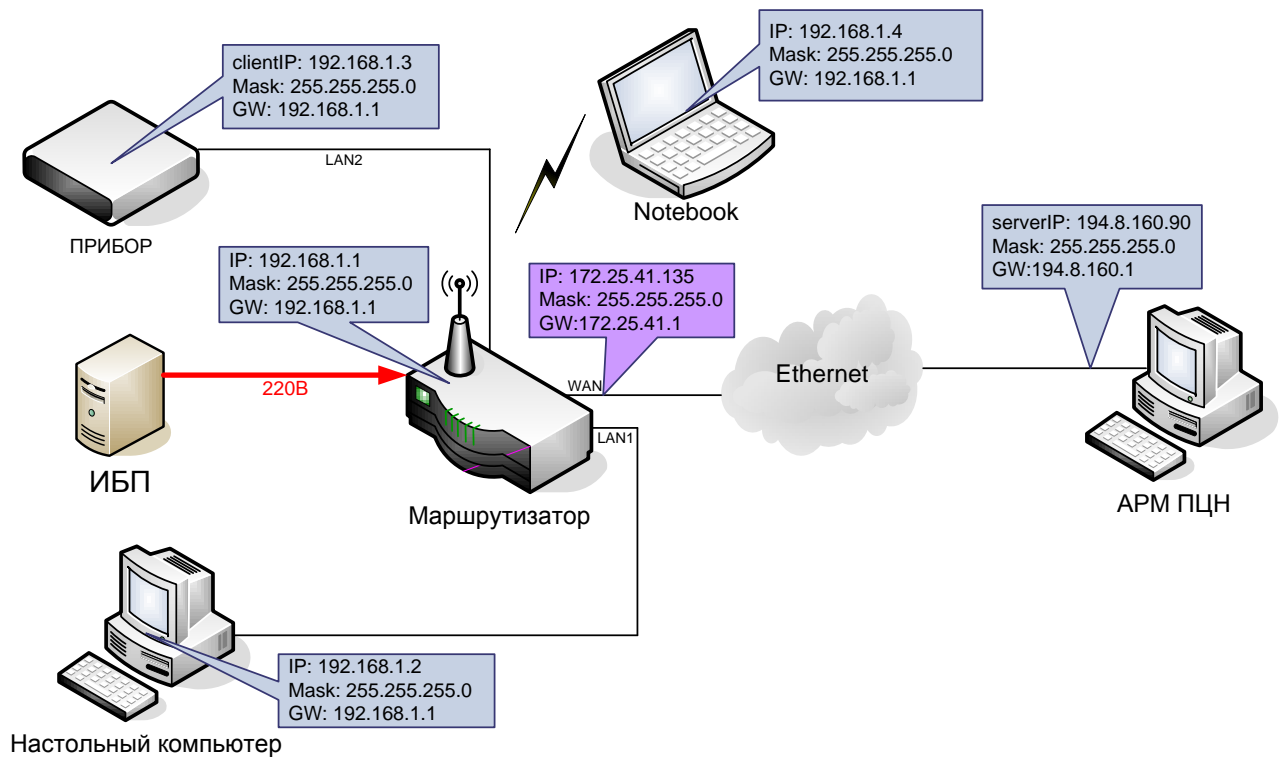 clientIP: 192.168.1.3
Mask: 255.255.255.0
GW: 192.168.1.1
LAN2
ПРИБОР
IP: 192.168.1.4
Mask: 255.255.255.0
GW: 192.168.1.1
Notebook
serverIP: 194.8.160.90
Mask: 255.255.255.0
GW:194.8.160.1
IP: 192.168.1.1
Mask: 255.255.255.0
GW: 192.168.1.1
IP: 172.25.41.135
Mask: 255.255.255.0
GW:172.25.41.1
220В
WAN
Ethernet
LAN1
ИБП
Маршрутизатор
АРМ ПЦН
IP: 192.168.1.2
Mask: 255.255.255.0
GW: 192.168.1.1
Настольный компьютер